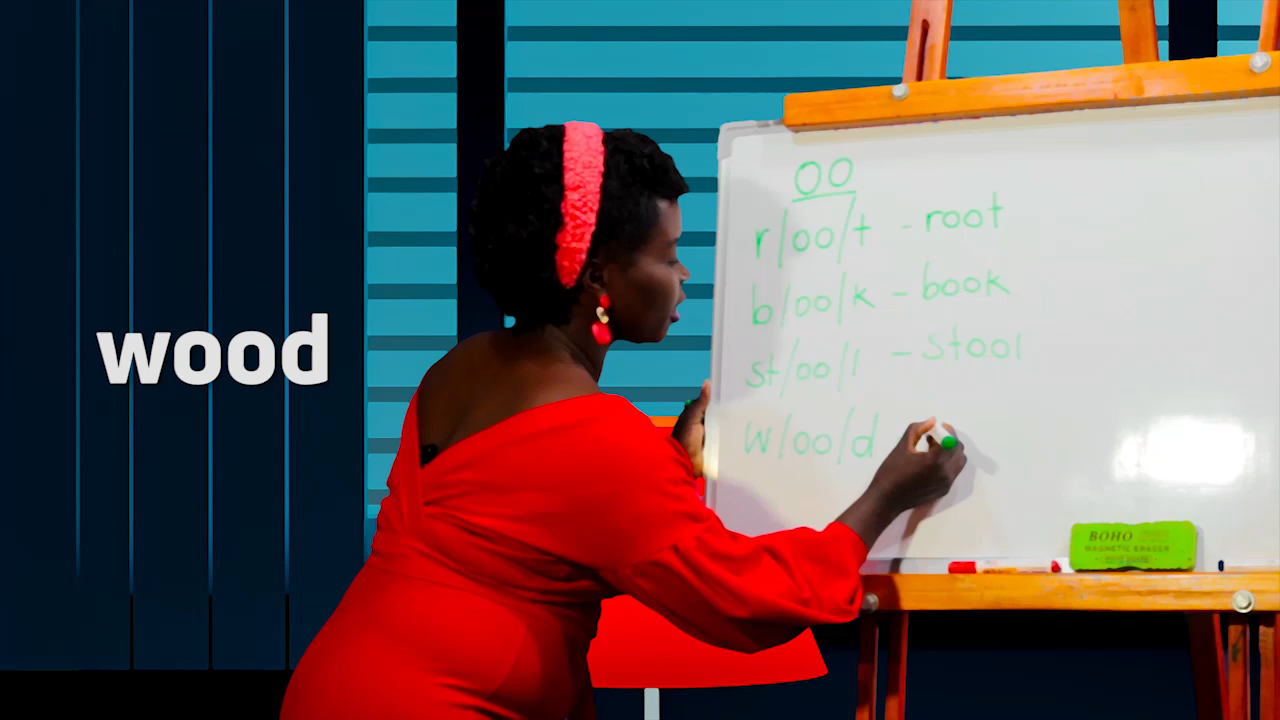 wood
OO
r/oo/t - root
b/oo/k - book
st/oo/l - stool
w/oo/d
BOHO
MAGNETIC ERASER